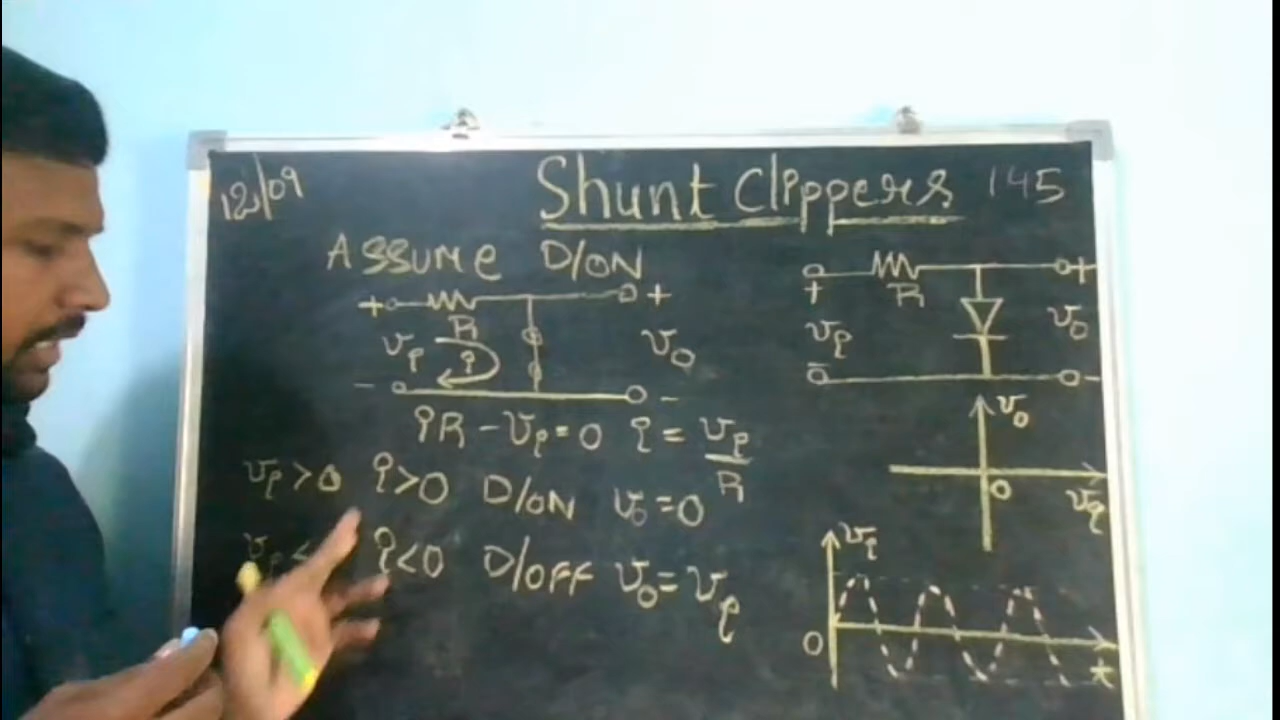 12/09
Shunt Clippers 145
Assume D/ON
+ R +
vi i vo
- -
iR - vi = 0 i = vi/R
vi > 0 i > 0 D/ON vo = 0
vi < i < 0 D/OFF vo = vi
R +
+
vi vo
- -
vo
0 vi
vi
0 t